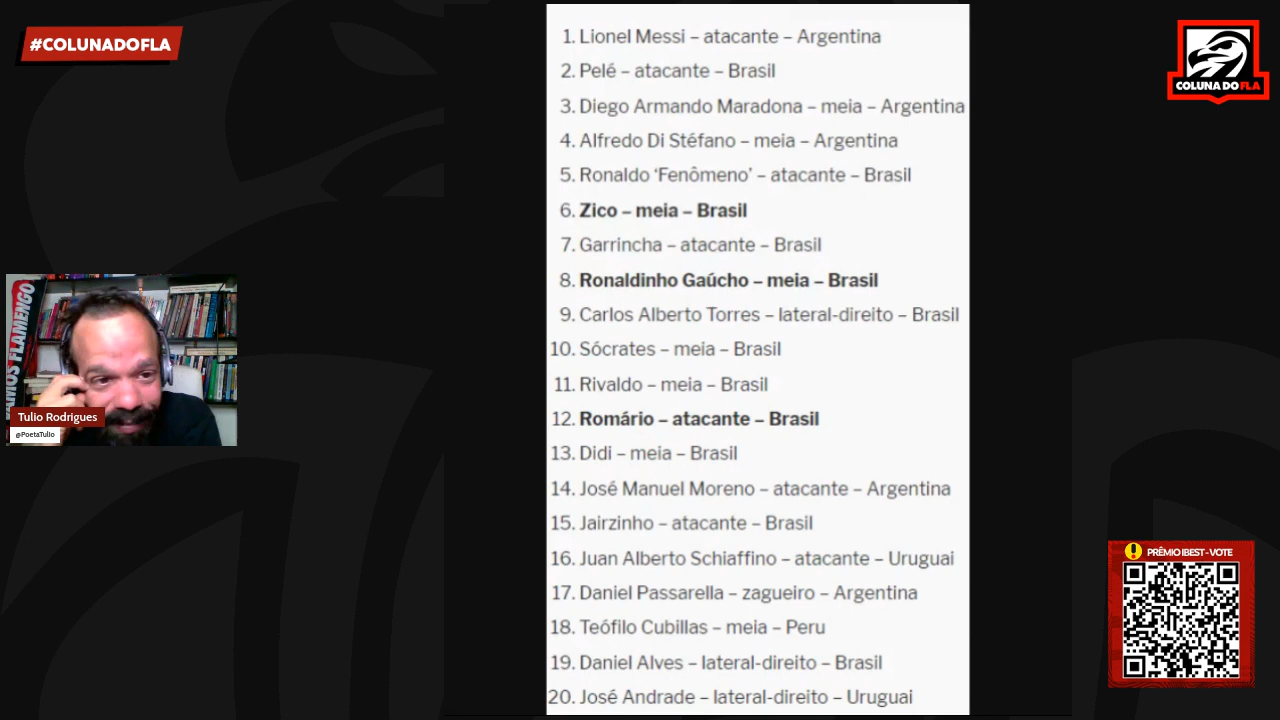 #COLUNADOFLA
COLUNA DO FLA
1. Lionel Messi – atacante – Argentina
2. Pelé – atacante – Brasil
3. Diego Armando Maradona – meia – Argentina
4. Alfredo Di Stéfano – meia – Argentina
5. Ronaldo ‘Fenômeno’ – atacante – Brasil
6. Zico – meia – Brasil
7. Garrincha – atacante – Brasil
8. Ronaldinho Gaúcho – meia – Brasil
9. Carlos Alberto Torres – lateral-direito – Brasil
10. Sócrates – meia – Brasil
11. Rivaldo – meia – Brasil
12. Romário – atacante – Brasil
13. Didi – meia – Brasil
14. José Manuel Moreno – atacante – Argentina
15. Jairzinho – atacante – Brasil
16. Juan Alberto Schiaffino – atacante – Uruguai
17. Daniel Passarella – zagueiro – Argentina
18. Teófilo Cubillas – meia – Peru
19. Daniel Alves – lateral-direito – Brasil
20. José Andrade – lateral-direito – Uruguai
FLAMENGO
Tulio Rodrigues
@PoetaTulio
PRÊMIO IBEST - VOTE